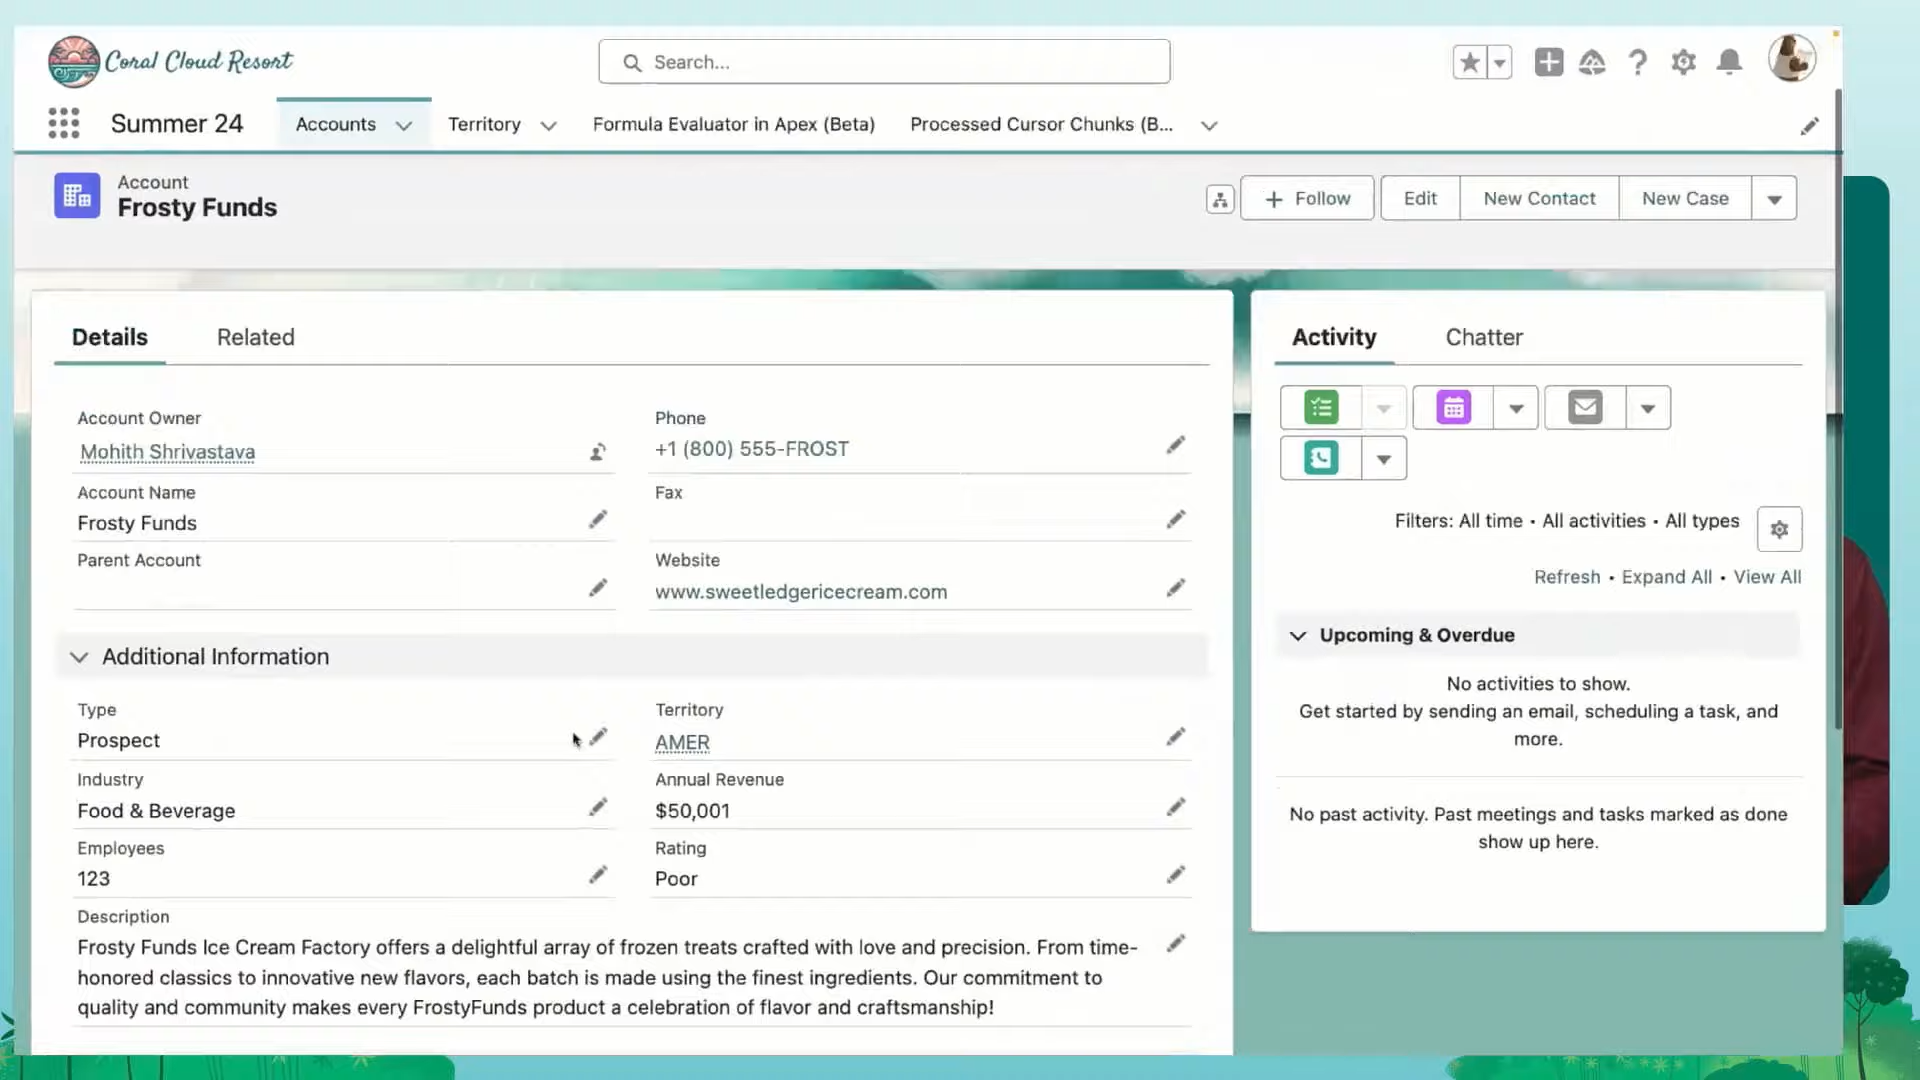 Coral Cloud Resort
Search...
Summer 24
Accounts
Territory
Formula Evaluator in Apex (Beta)
Processed Cursor Chunks (B...
Account
Frosty Funds
Follow
Edit
New Contact
New Case
Details
Related
Account Owner
Mohith Shrivastava
Phone
+1 (800) 555-FROST
Account Name
Frosty Funds
Fax
Parent Account
Website
www.sweetledgericecream.com
Additional Information
Type
Prospect
Territory
AMER
Industry
Food & Beverage
Annual Revenue
$50,001
Employees
123
Rating
Poor
Description
Frosty Funds Ice Cream Factory offers a delightful array of frozen treats crafted with love and precision. From time-
honored classics to innovative new flavors, each batch is made using the finest ingredients. Our commitment to
quality and community makes every FrostyFunds product a celebration of flavor and craftsmanship!
Activity
Chatter
Filters: All time • All activities • All types
Refresh • Expand All • View All
Upcoming & Overdue
No activities to show.
Get started by sending an email, scheduling a task, and
more.
No past activity. Past meetings and tasks marked as done
show up here.